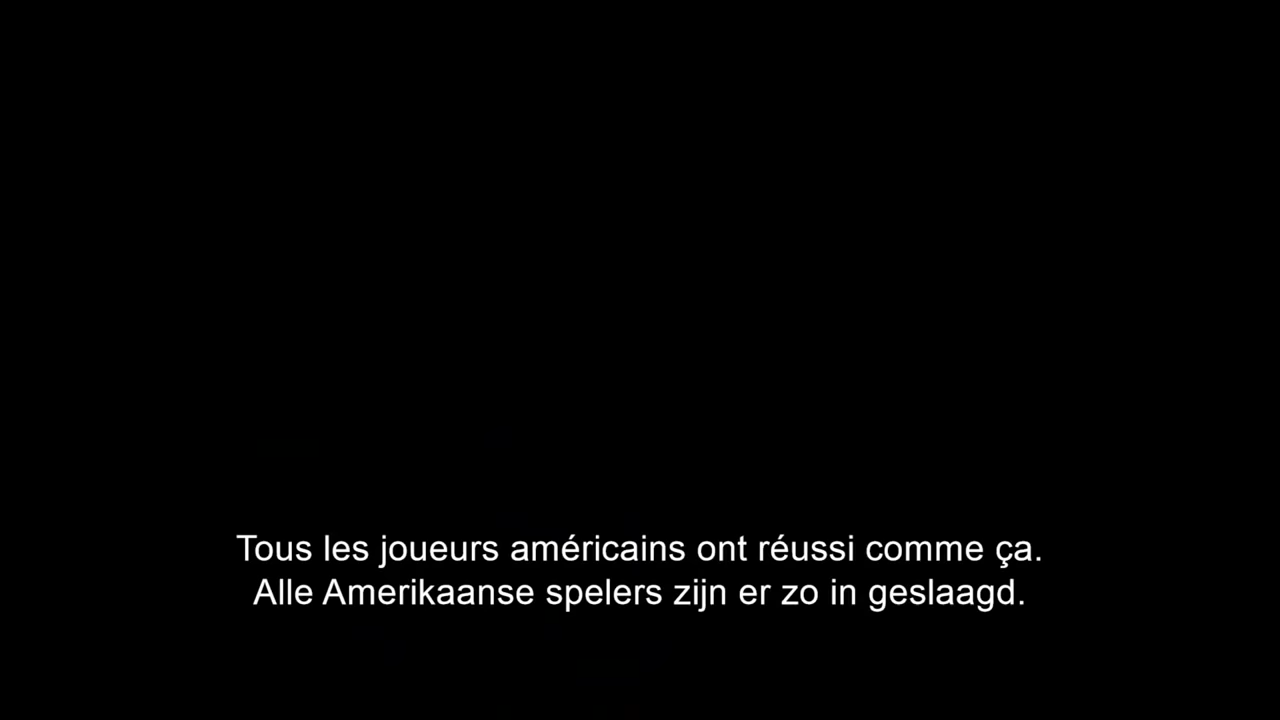 Tous les joueurs américains ont réussi comme ça.
Alle Amerikaanse spelers zijn er zo in geslaagd.